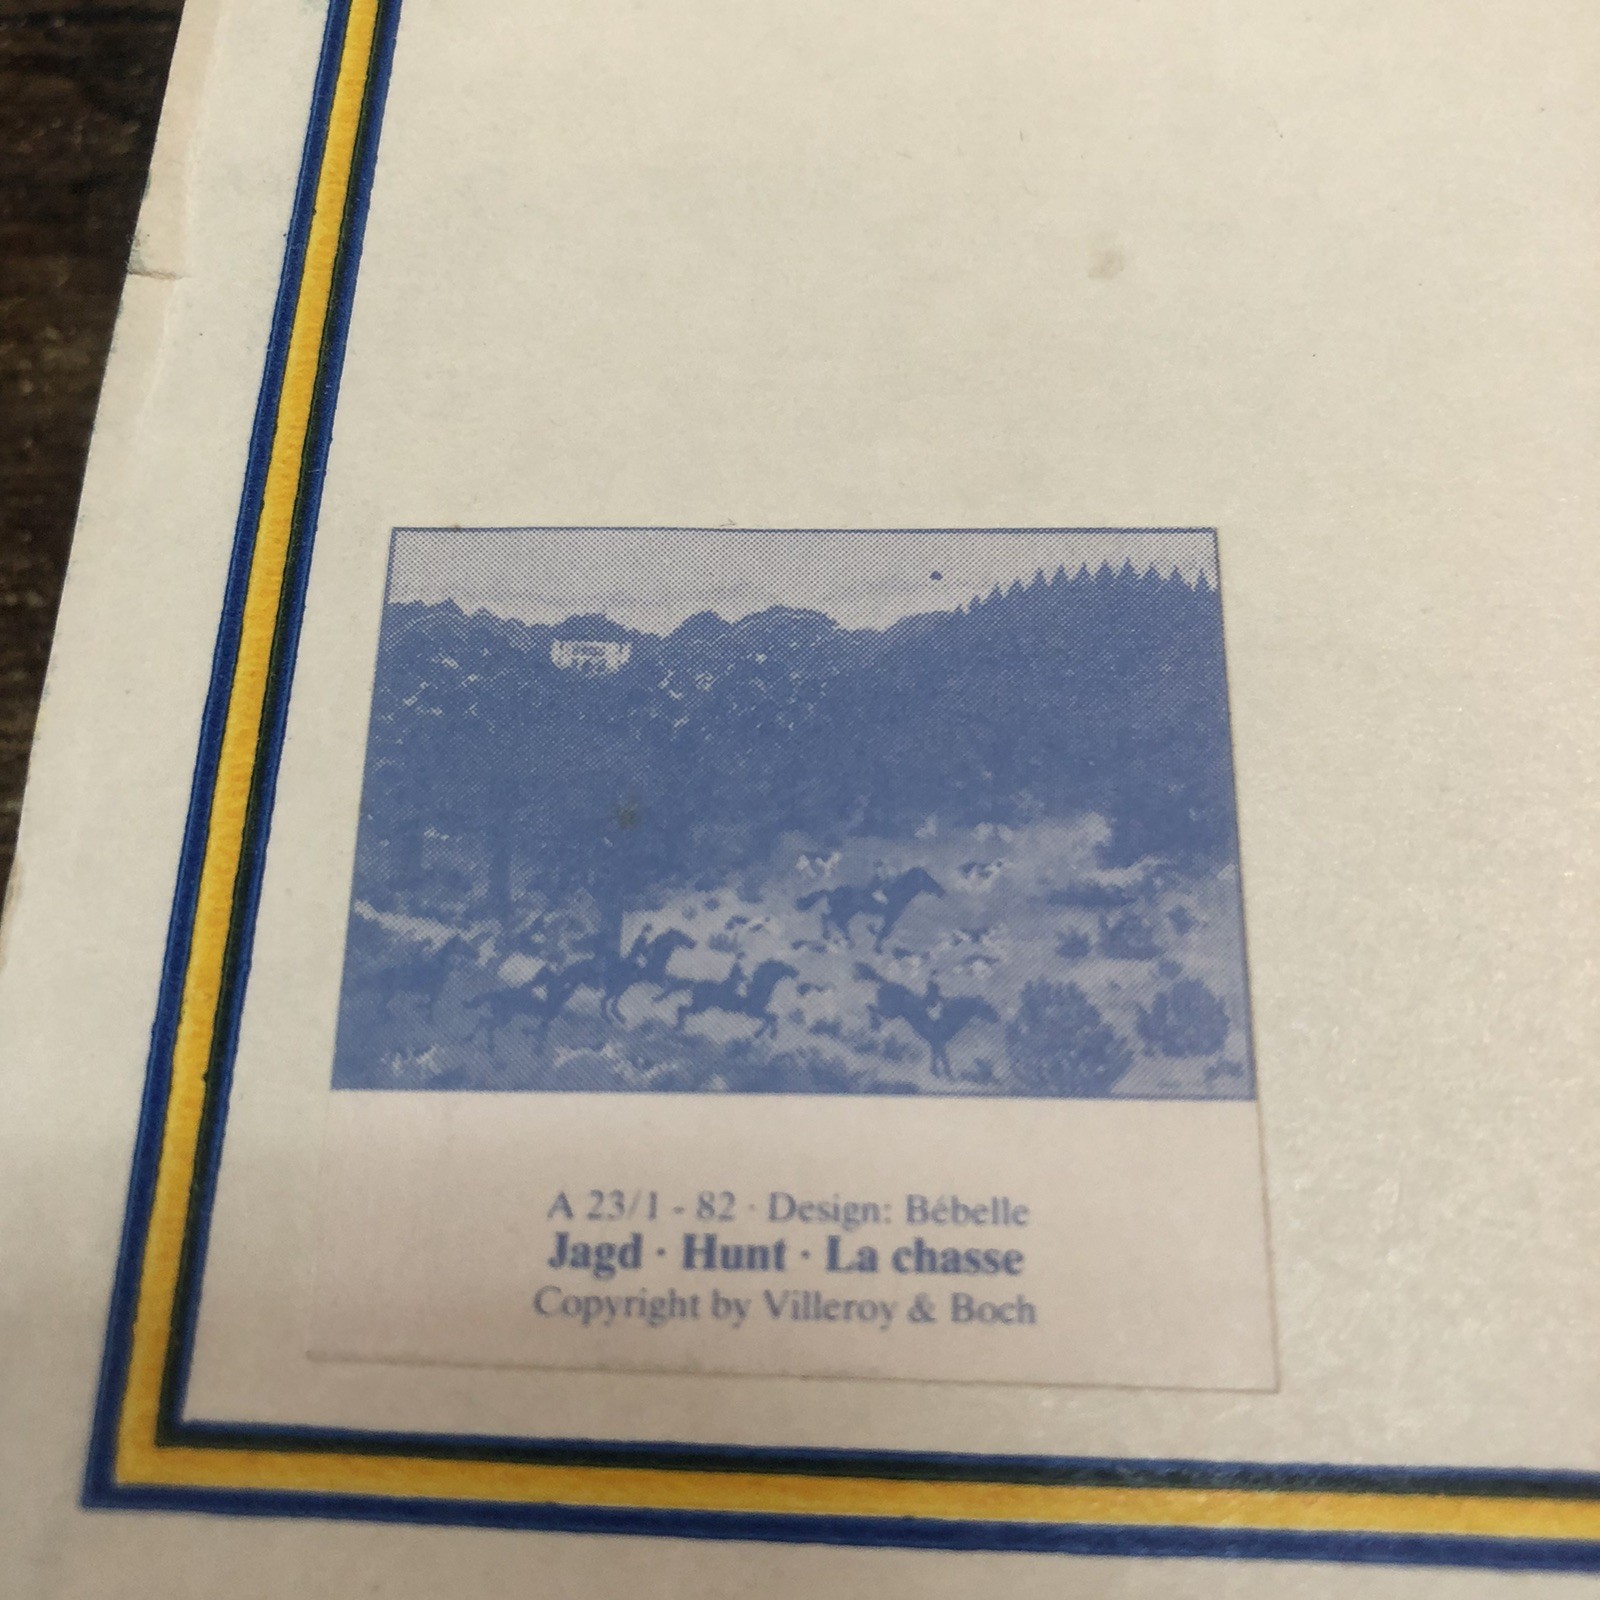 A 23/1 - 82 · Design: Bébelle
Jagd · Hunt · La chasse
Copyright by Villeroy & Boch